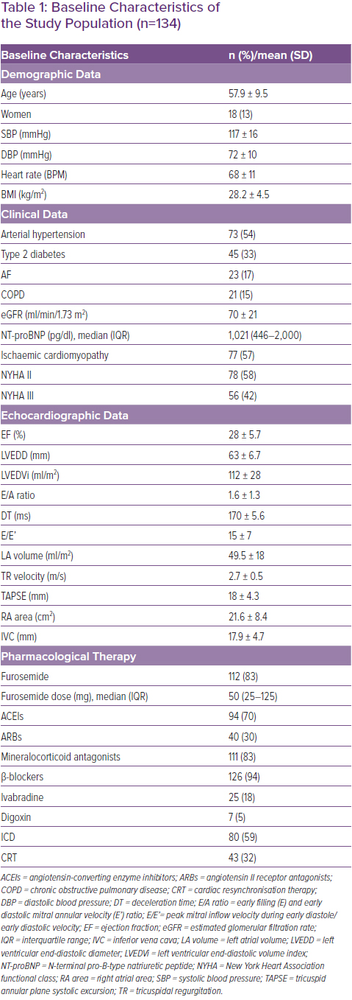 Table 1: Baseline Characteristics of
the Study Population (n=134)
Baseline Characteristics n (%)/mean (SD)
Demographic Data
Age (years) 57.9 ± 9.5
Women 18 (13)
SBP (mmHg) 117 ± 16
DBP (mmHg) 72 ± 10
Heart rate (BPM) 68 ± 11
BMI (kg/m²) 28.2 ± 4.5
Clinical Data
Arterial hypertension 73 (54)
Type 2 diabetes 45 (33)
AF 23 (17)
COPD 21 (15)
eGFR (ml/min/1.73 m²) 70 ± 21
NT-proBNP (pg/dl), median (IQR) 1,021 (446–2,000)
Ischaemic cardiomyopathy 77 (57)
NYHA II 78 (58)
NYHA III 56 (42)
Echocardiographic Data
EF (%) 28 ± 5.7
LVEDD (mm) 63 ± 6.7
LVEDVi (ml/m²) 112 ± 28
E/A ratio 1.6 ± 1.3
DT (ms) 170 ± 5.6
E/E’ 15 ± 7
LA volume (ml/m²) 49.5 ± 18
TR velocity (m/s) 2.7 ± 0.5
TAPSE (mm) 18 ± 4.3
RA area (cm²) 21.6 ± 8.4
IVC (mm) 17.9 ± 4.7
Pharmacological Therapy
Furosemide 112 (83)
Furosemide dose (mg), median (IQR) 50 (25–125)
ACEIs 94 (70)
ARBs 40 (30)
Mineralocorticoid antagonists 111 (83)
β-blockers 126 (94)
Ivabradine 25 (18)
Digoxin 7 (5)
ICD 80 (59)
CRT 43 (32)
ACEIs = angiotensin-converting enzyme inhibitors; ARBs = angiotensin II receptor antagonists;
COPD = chronic obstructive pulmonary disease; CRT = cardiac resynchronisation therapy;
DBP = diastolic blood pressure; DT = deceleration time; E/A ratio = early filling (E) and early
diastolic mitral annular velocity (E’) ratio; E/E’= peak mitral inflow velocity during early diastole/
early diastolic velocity; EF = ejection fraction; eGFR = estimated glomerular filtration rate;
IQR = interquartile range; IVC = inferior vena cava; LA volume = left atrial volume; LVEDD = left
ventricular end-diastolic diameter; LVEDVi = left ventricular end-diastolic volume index;
NT-proBNP = N-terminal pro-B-type natriuretic peptide; NYHA = New York Heart Association
functional class; RA area = right atrial area; SBP = systolic blood pressure; TAPSE = tricuspid
annular plane systolic excursion; TR = tricuspidal regurgitation.